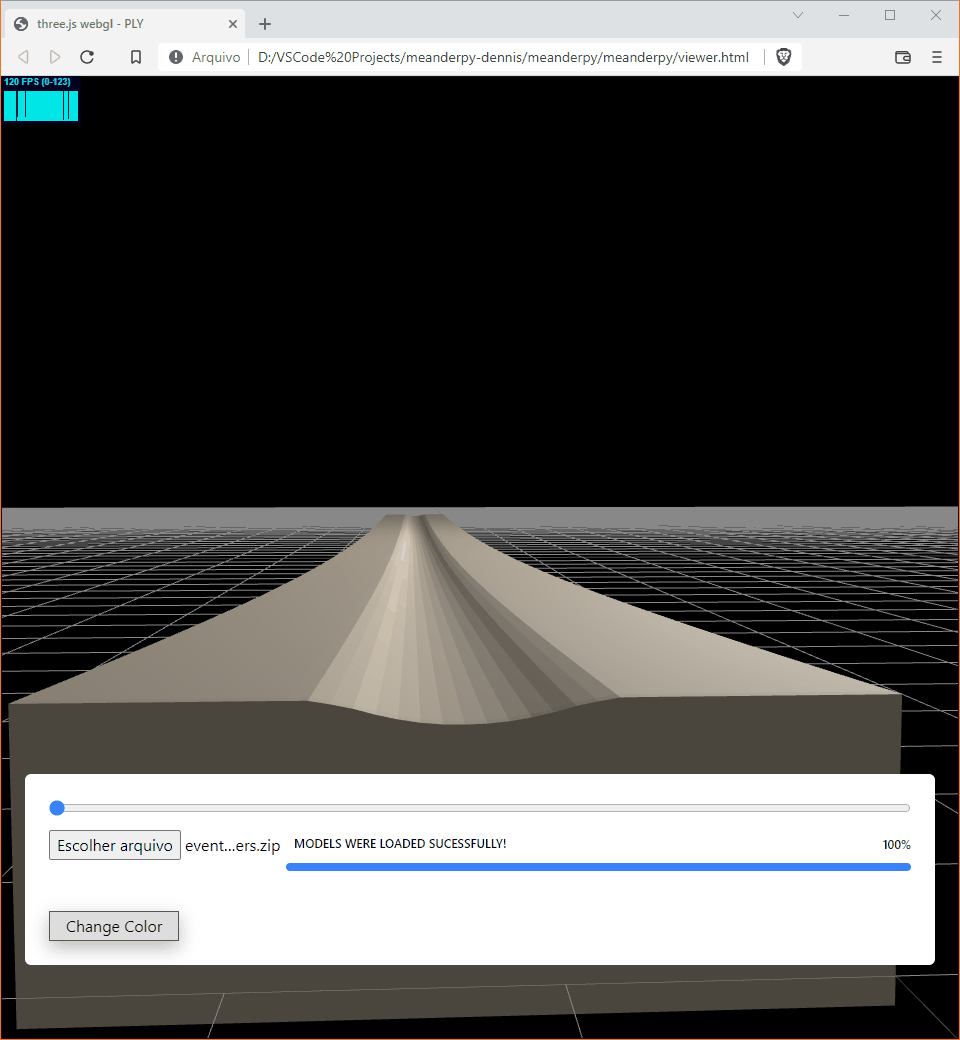 three.js webgl - PLY
Arquivo
D:/VSCode%20Projects/meanderpy-dennis/meanderpy/meanderpy/viewer.html
120 FPS (0-123)
Escolher arquivo event...ers.zip
MODELS WERE LOADED SUCESSFULLY!
100%
Change Color